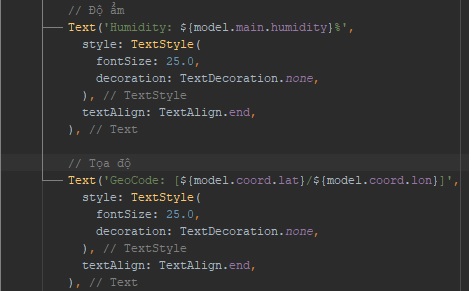 // Độ ẩm
Text('Humidity: ${model.main.humidity}%',
style: TextStyle(
fontSize: 25.0,
decoration: TextDecoration.none,
), // TextStyle
textAlign: TextAlign.end,
), // Text
// Tọa độ
Text('GeoCode: [${model.coord.lat}/${model.coord.lon}]',
style: TextStyle(
fontSize: 25.0,
decoration: TextDecoration.none,
), // TextStyle
textAlign: TextAlign.end,
), // Text